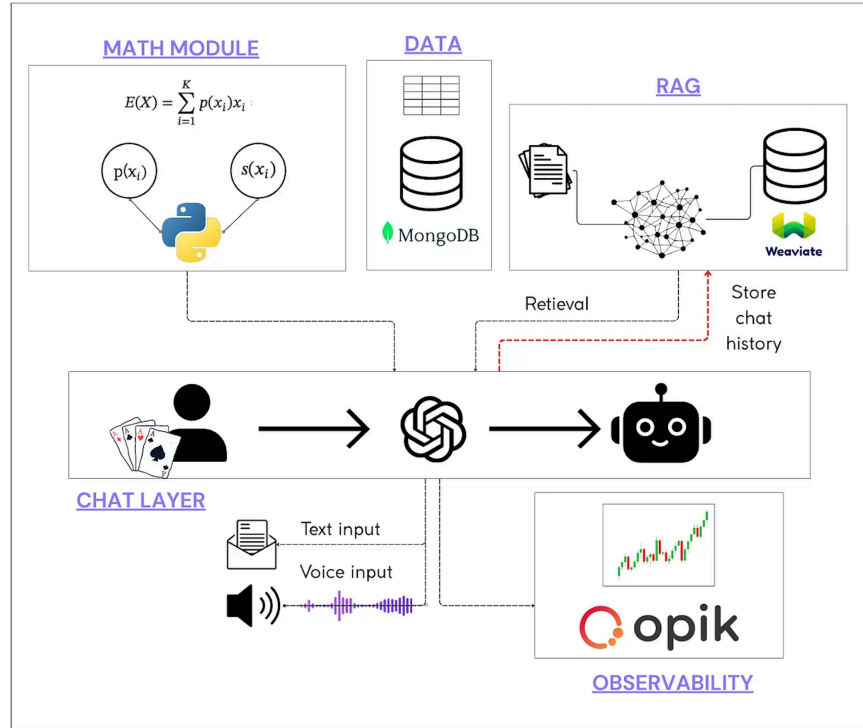 MATH MODULE
E(X) = \sum_{i=1}^{K} p(x_i)x_i
p(x_i)
s(x_i)
DATA
MongoDB
RAG
Weaviate
Retieval
Store
chat
history
A A A A
CHAT LAYER
Text input
Voice input
opik
OBSERVABILITY